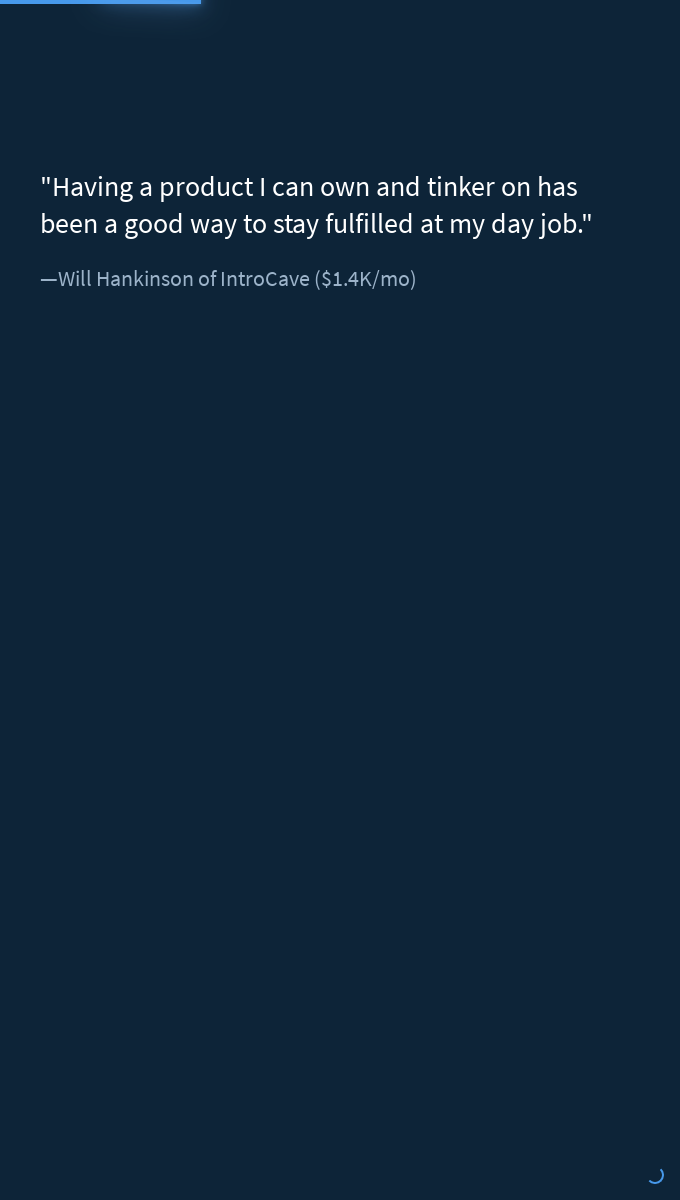 "Having a product I can own and tinker on has
been a good way to stay fulfilled at my day job."
—Will Hankinson of IntroCave ($1.4K/mo)